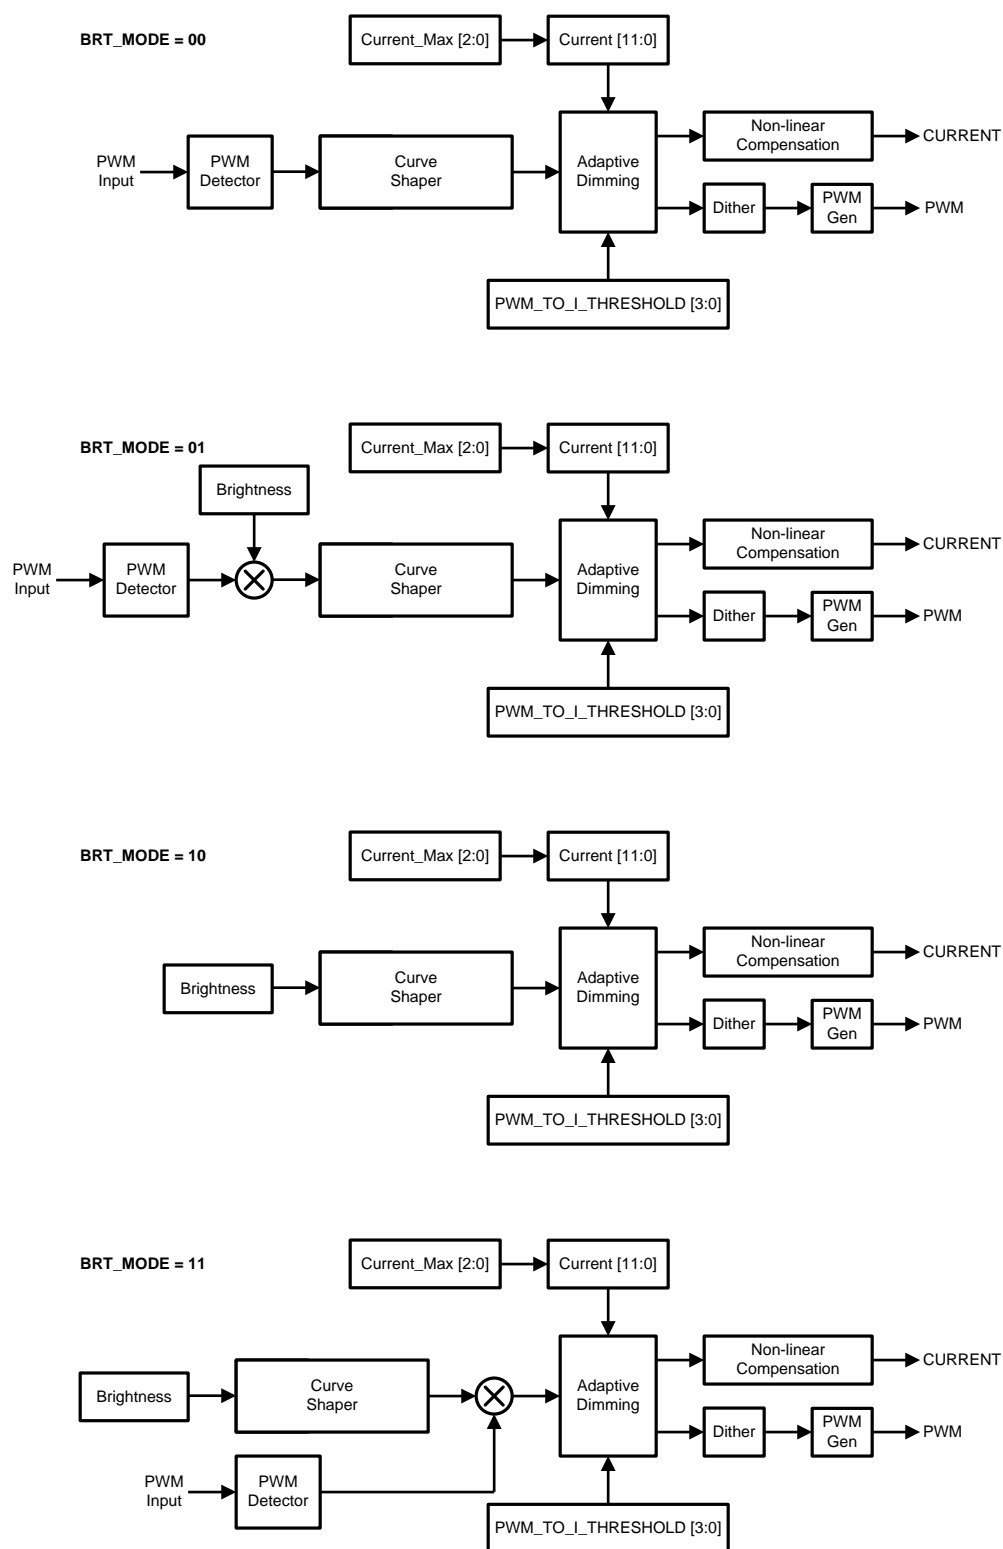 BRT_MODE = 00
Current_Max [2:0]
Current [11:0]
PWM
Input
PWM
Detector
Curve
Shaper
Adaptive
Dimming
Non-linear
Compensation
CURRENT
Dither
PWM
Gen
PWM
PWM_TO_I_THRESHOLD [3:0]
BRT_MODE = 01
Current_Max [2:0]
Current [11:0]
Brightness
PWM
Input
PWM
Detector
Curve
Shaper
Adaptive
Dimming
Non-linear
Compensation
CURRENT
Dither
PWM
Gen
PWM
PWM_TO_I_THRESHOLD [3:0]
BRT_MODE = 10
Current_Max [2:0]
Current [11:0]
Brightness
Curve
Shaper
Adaptive
Dimming
Non-linear
Compensation
CURRENT
Dither
PWM
Gen
PWM
PWM_TO_I_THRESHOLD [3:0]
BRT_MODE = 11
Current_Max [2:0]
Current [11:0]
Brightness
Curve
Shaper
Adaptive
Dimming
Non-linear
Compensation
CURRENT
Dither
PWM
Gen
PWM
PWM
Input
PWM
Detector
PWM_TO_I_THRESHOLD [3:0]